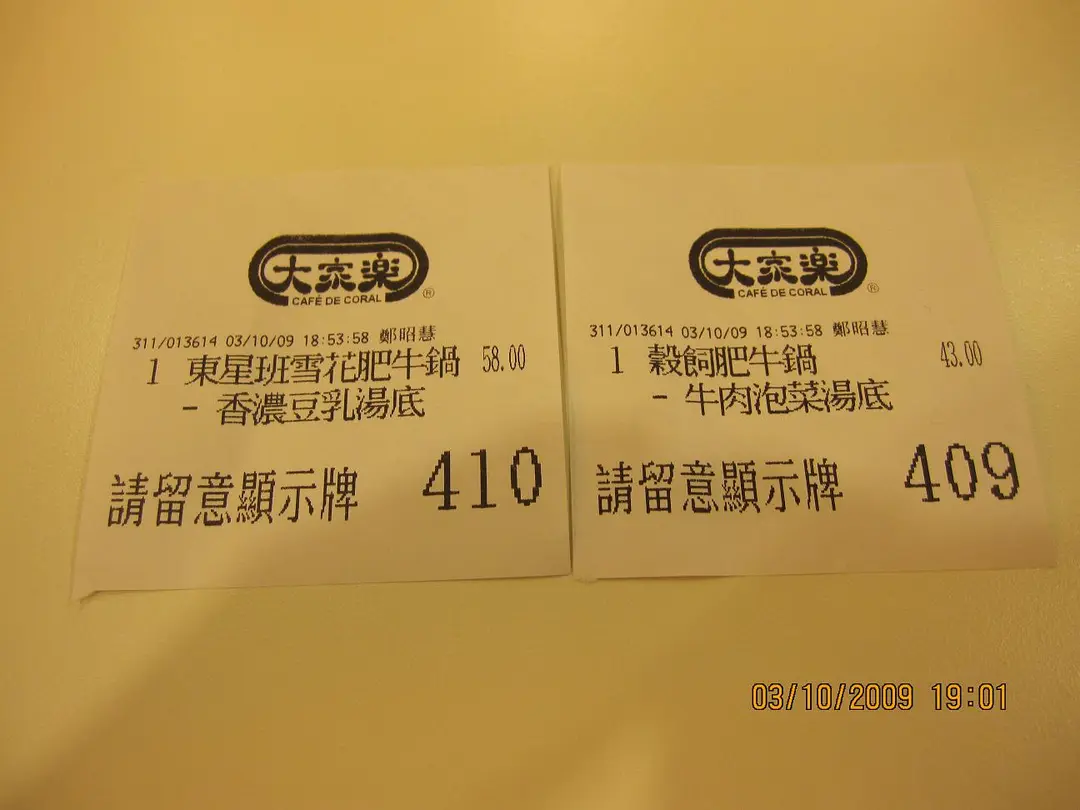 大家樂
CAFÉ DE CORAL
®
311/013614 03/10/09 18:53:58 鄭昭慧
1 東星班雪花肥牛鍋 58.00
- 香濃豆乳湯底
請留意顯示牌 410
大家樂
CAFÉ DE CORAL
®
311/013614 03/10/09 18:53:58 鄭昭慧
1 穀飼肥牛鍋 43.00
- 牛肉泡菜湯底
請留意顯示牌 409
03/10/2009 19:01